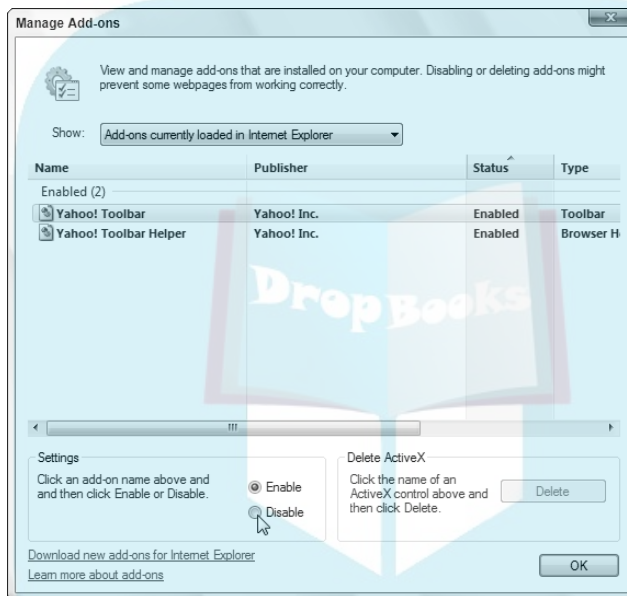 Manage Add-ons
View and manage add-ons that are installed on your computer. Disabling or deleting add-ons might
prevent some webpages from working correctly.
Show: Add-ons currently loaded in Internet Explorer
Name Publisher Status Type
Enabled (2)
Yahoo! Toolbar Yahoo! Inc. Enabled Toolbar
Yahoo! Toolbar Helper Yahoo! Inc. Enabled Browser H
DropBooks
Settings
Click an add-on name above and
and then click Enable or Disable.
Enable
Disable
Delete ActiveX
Click the name of an
ActiveX control above and
then click Delete.
Delete
Download new add-ons for Internet Explorer
Learn more about add-ons
OK